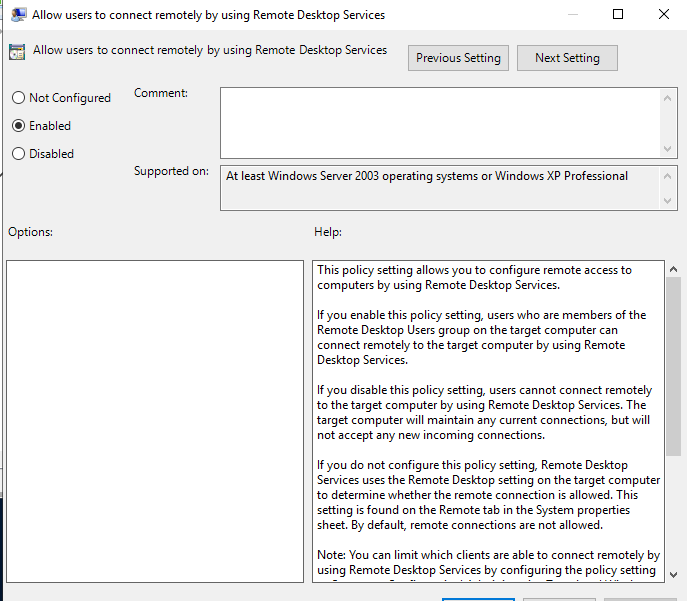 Allow users to connect remotely by using Remote Desktop Services
Allow users to connect remotely by using Remote Desktop Services
Previous Setting
Next Setting
Not Configured
Enabled
Disabled
Comment:
Supported on:
At least Windows Server 2003 operating systems or Windows XP Professional
Options:
Help:
This policy setting allows you to configure remote access to
computers by using Remote Desktop Services.
If you enable this policy setting, users who are members of the
Remote Desktop Users group on the target computer can
connect remotely to the target computer by using Remote
Desktop Services.
If you disable this policy setting, users cannot connect remotely
to the target computer by using Remote Desktop Services. The
target computer will maintain any current connections, but will
not accept any new incoming connections.
If you do not configure this policy setting, Remote Desktop
Services uses the Remote Desktop setting on the target computer
to determine whether the remote connection is allowed. This
setting is found on the Remote tab in the System properties
sheet. By default, remote connections are not allowed.
Note: You can limit which clients are able to connect remotely by
using Remote Desktop Services by configuring the policy setting